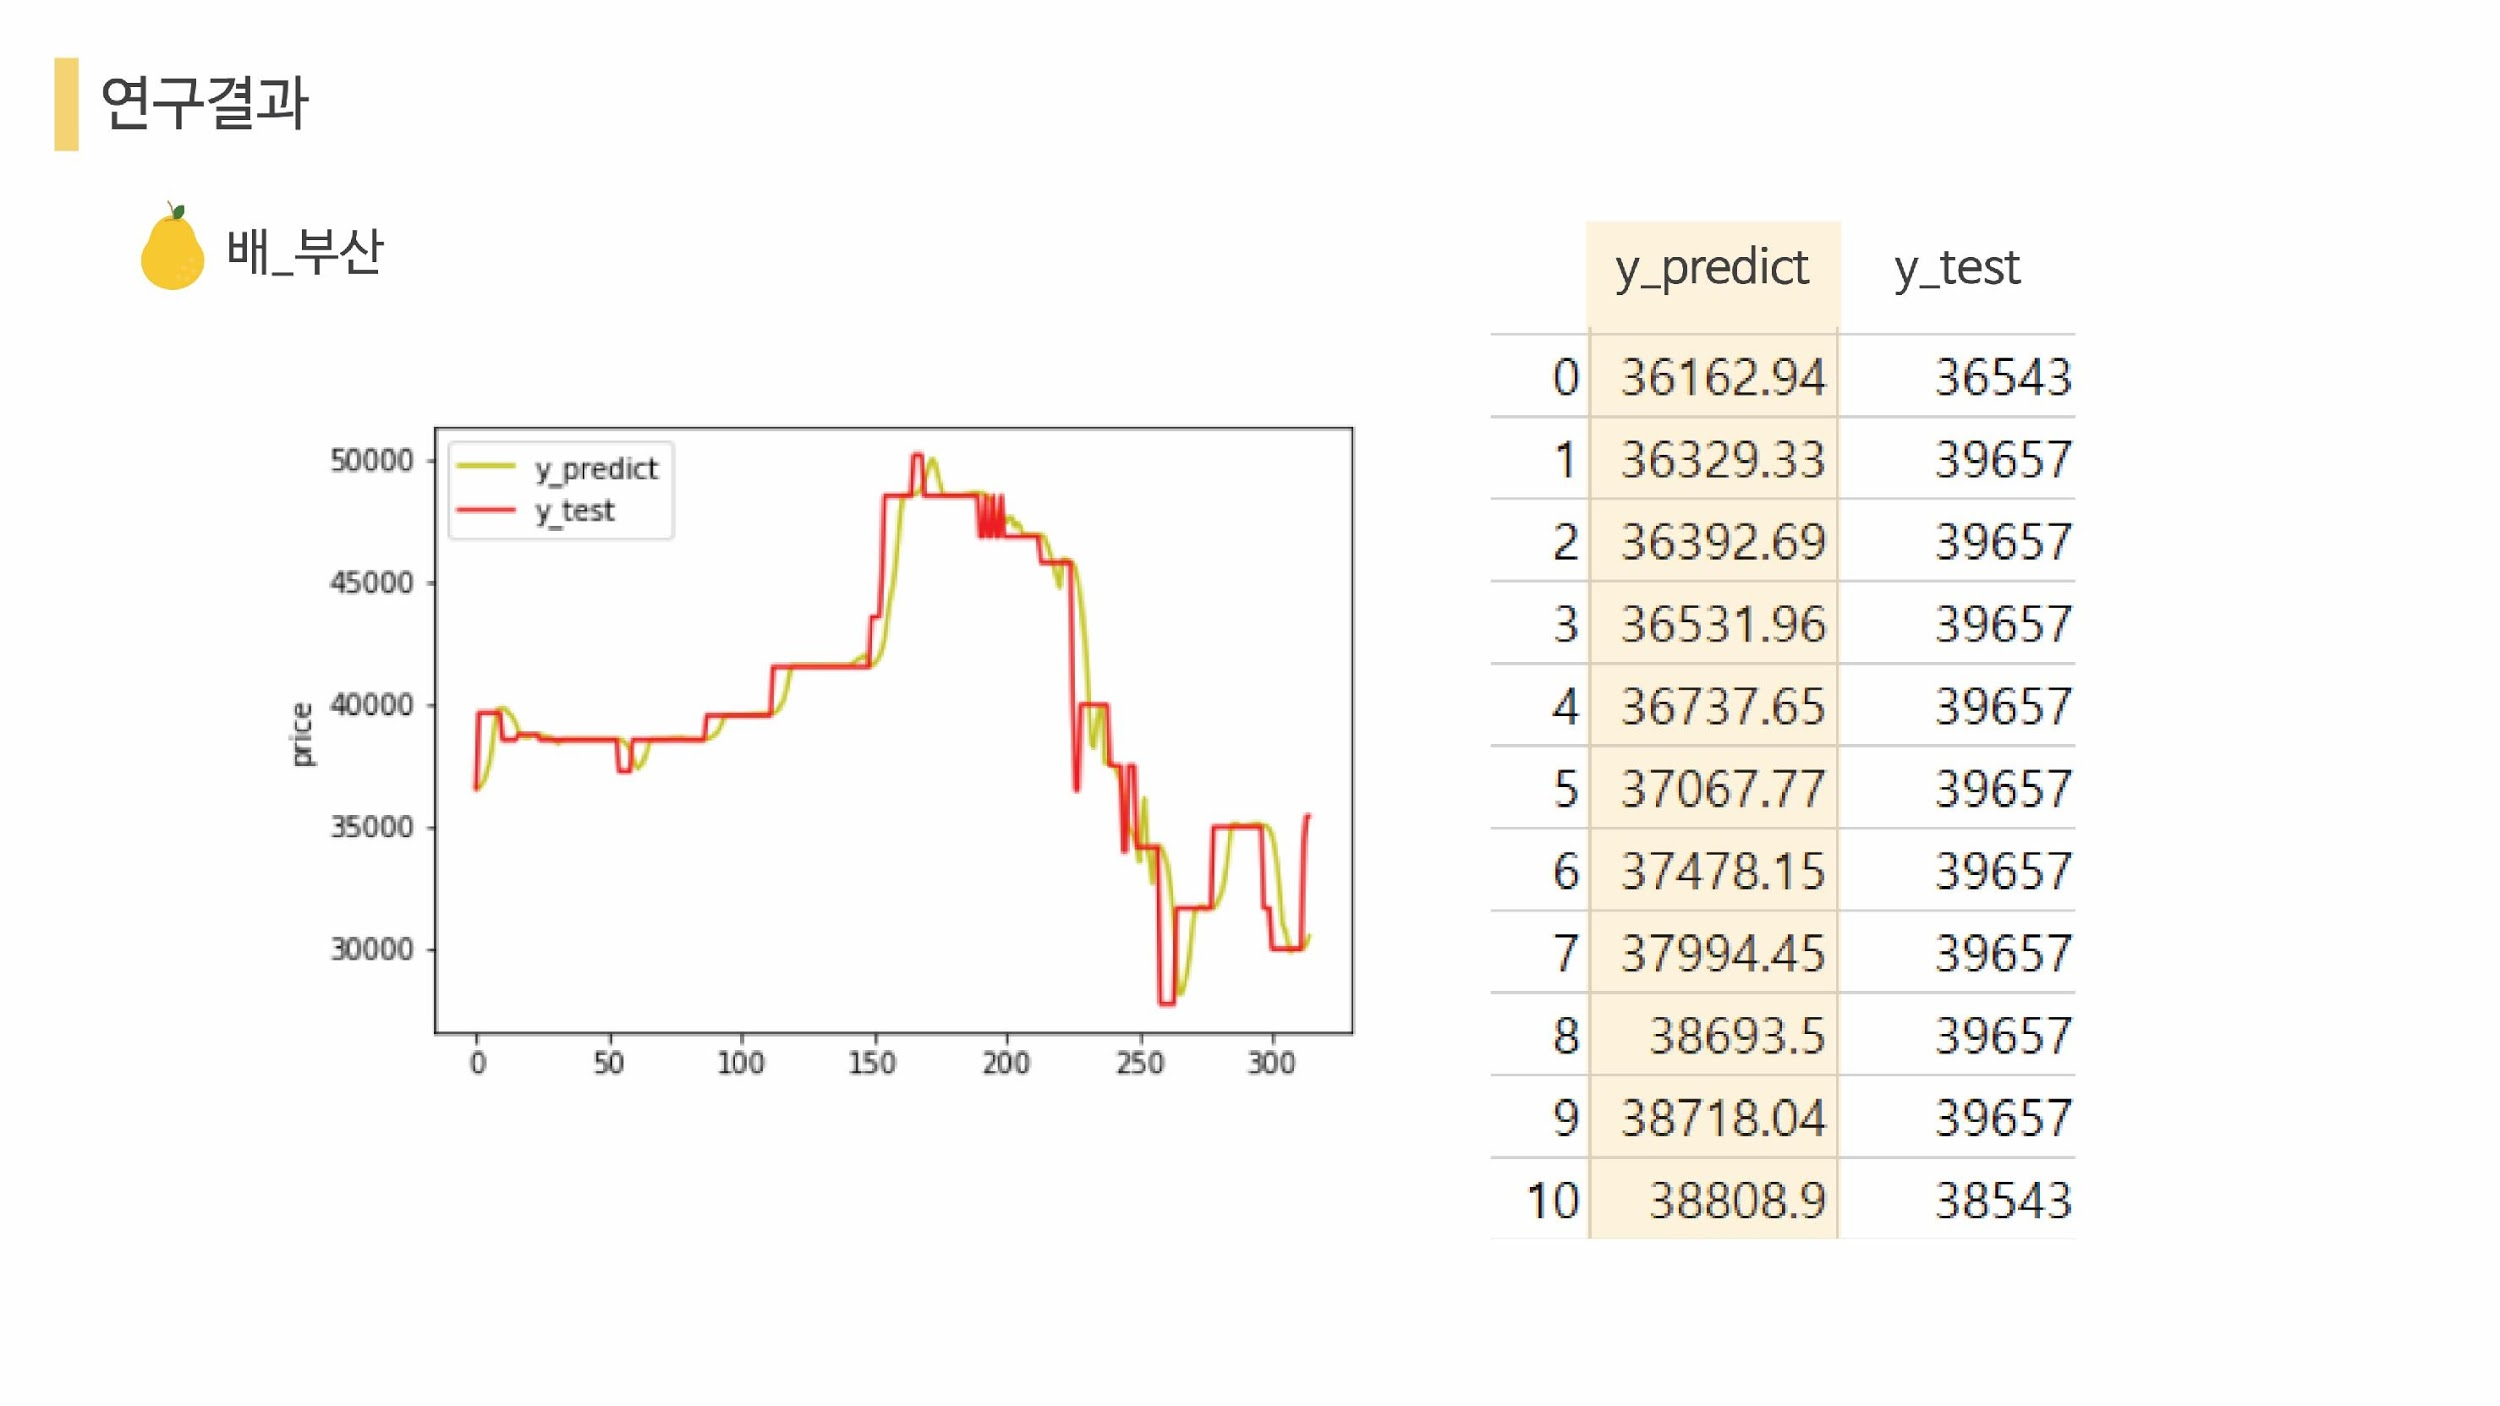 연구결과
배_부산
y_predict
y_test
50000
45000
40000
35000
30000
price
0 50 100 150 200 250 300
y_predict y_test
0 36162.94 36543
1 36329.33 39657
2 36392.69 39657
3 36531.96 39657
4 36737.65 39657
5 37067.77 39657
6 37478.15 39657
7 37994.45 39657
8 38693.5 39657
9 38718.04 39657
10 38808.9 38543